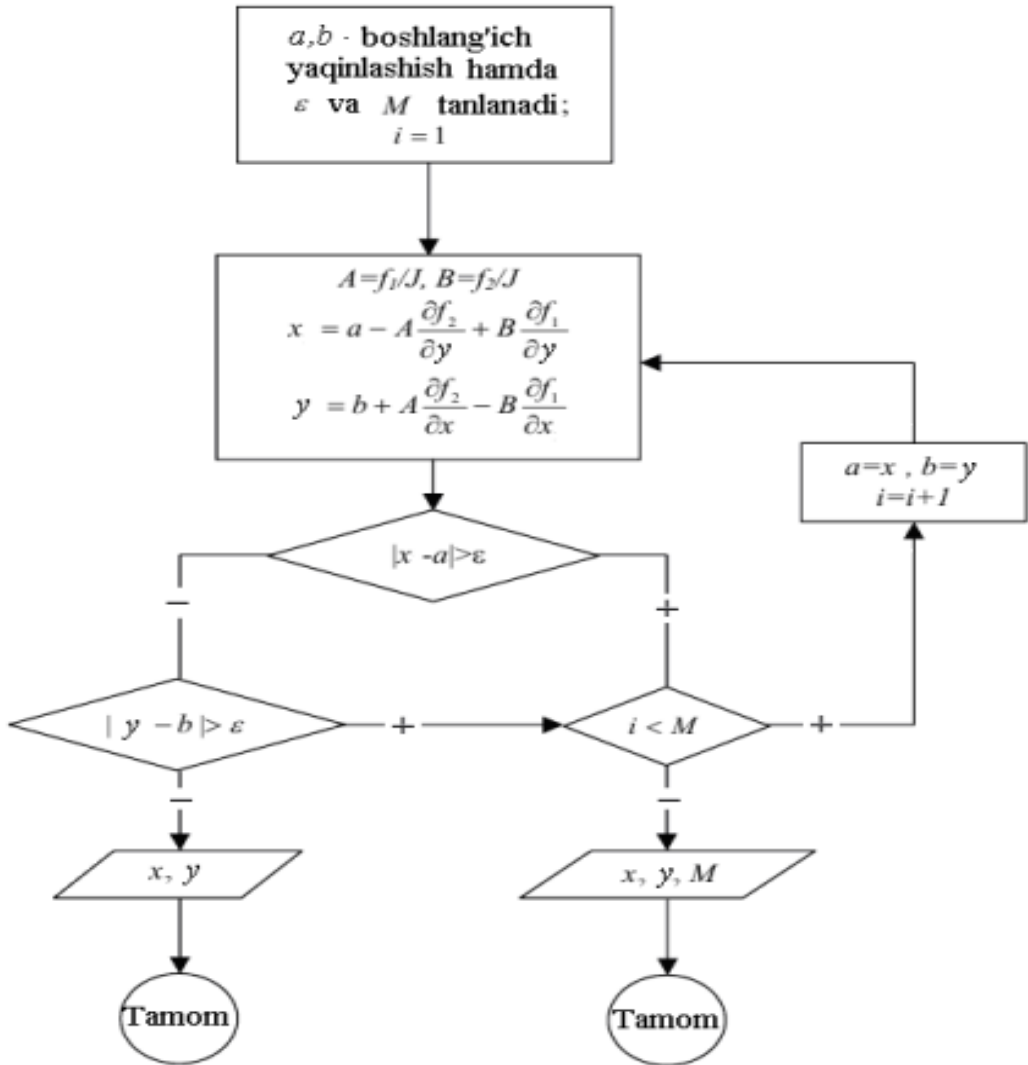 a,b - boshlang'ich
yaqinlashish hamda
ε va M tanlanadi;
i = 1
A=f₁/J, B=f₂/J
x = a − A ∂f₂/∂y + B ∂f₁/∂y
y = b + A ∂f₂/∂x − B ∂f₁/∂x
a=x , b=y
i=i+1
|x -a|>ε
−
+
| y − b |> ε
+
i < M
+
−
−
x, y
x, y, M
Tamom
Tamom